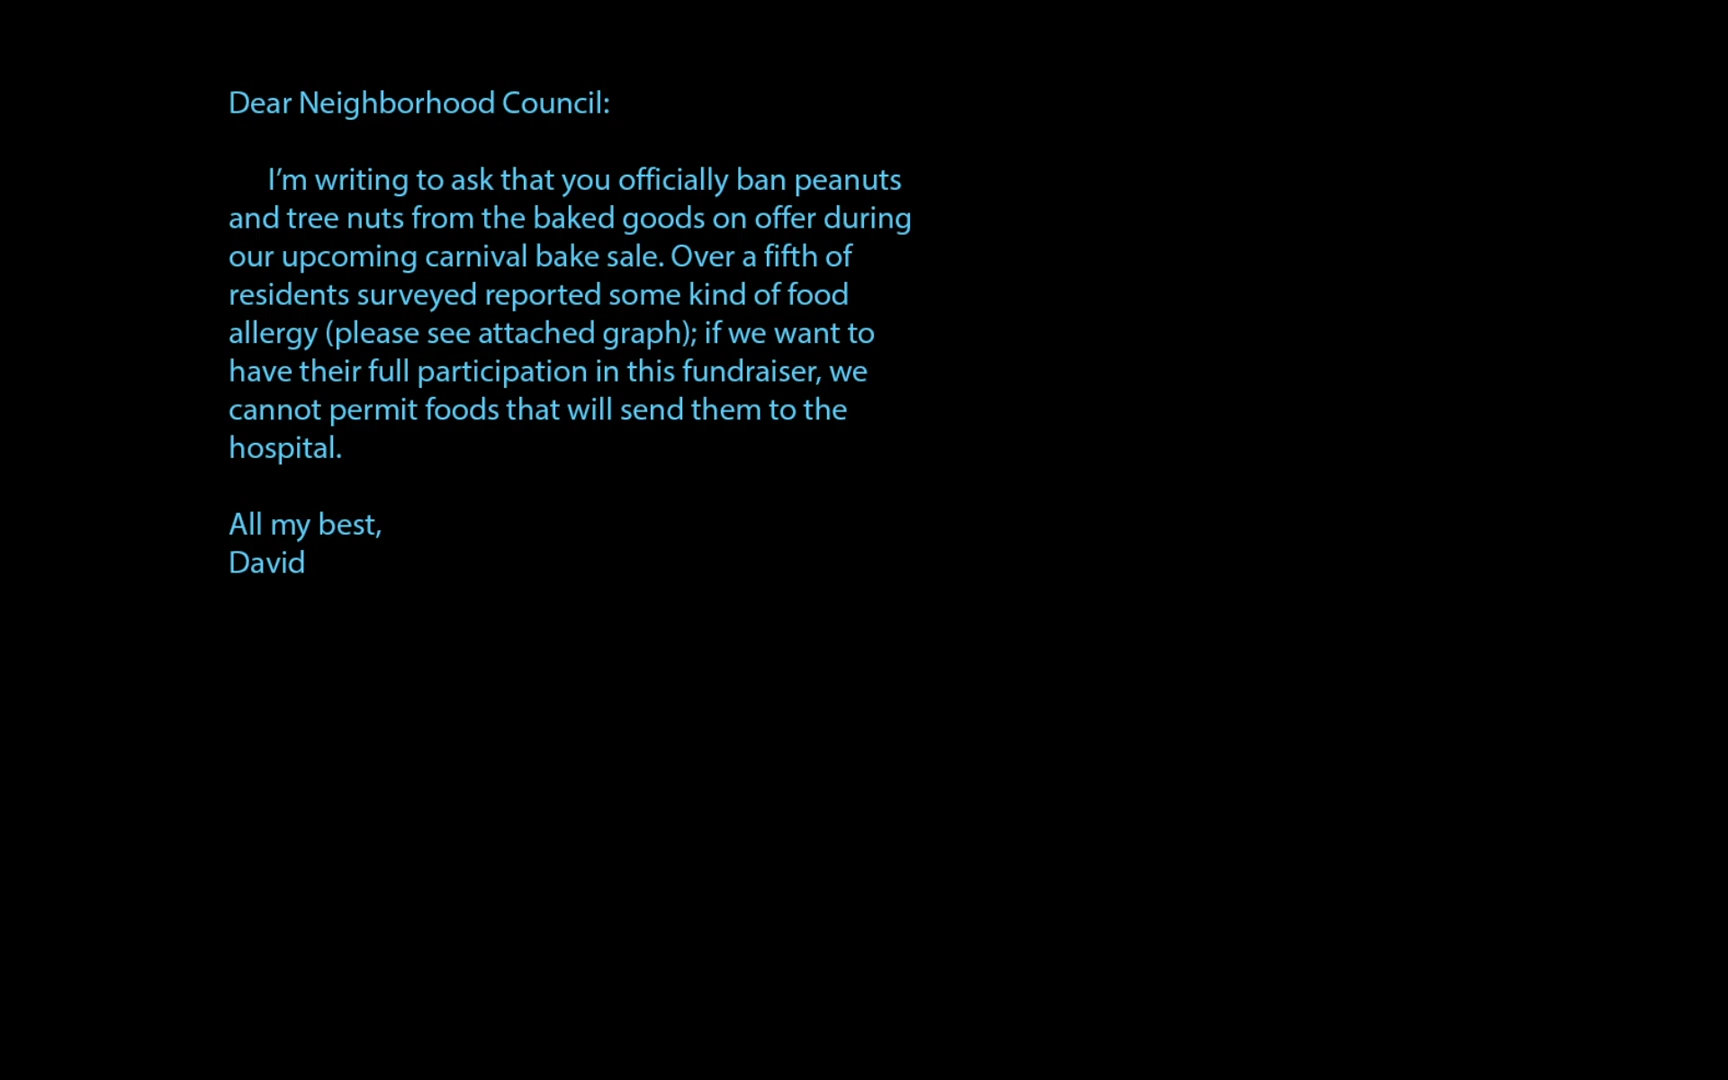 Dear Neighborhood Council:
I’m writing to ask that you officially ban peanuts
and tree nuts from the baked goods on offer during
our upcoming carnival bake sale. Over a fifth of
residents surveyed reported some kind of food
allergy (please see attached graph); if we want to
have their full participation in this fundraiser, we
cannot permit foods that will send them to the
hospital.
All my best,
David